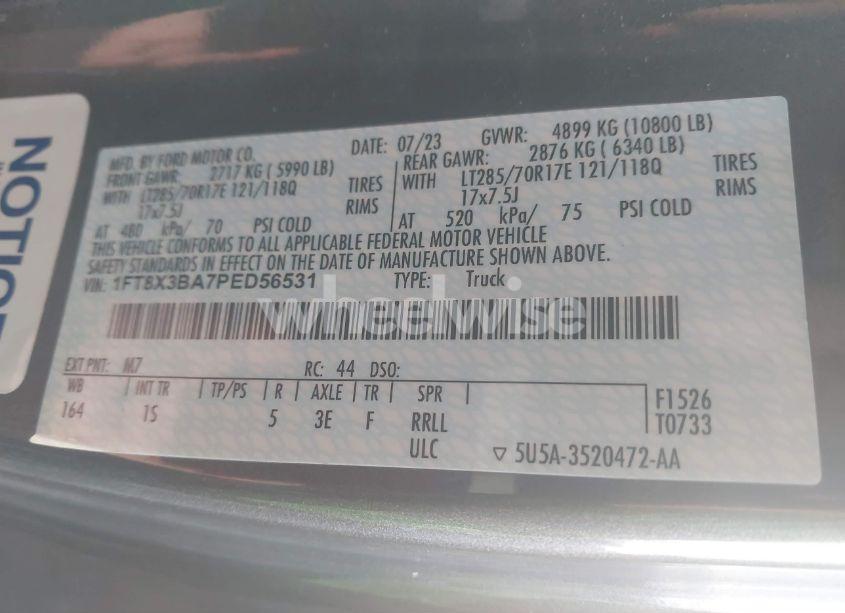 NOTICE
MFD. BY FORD MOTOR CO. DATE: 07/23 GVWR: 4899 KG (10800 LB)
FRONT GAWR: 2717 KG ( 5990 LB) REAR GAWR: 2876 KG ( 6340 LB)
WITH LT285/70R17E 121/118Q TIRES WITH LT285/70R17E 121/118Q TIRES
17x7.5J RIMS 17x7.5J RIMS
AT 480 kPa/ 70 PSI COLD AT 520 kPa/ 75 PSI COLD
THIS VEHICLE CONFORMS TO ALL APPLICABLE FEDERAL MOTOR VEHICLE
SAFETY STANDARDS IN EFFECT ON THE DATE OF MANUFACTURE SHOWN ABOVE.
VIN: 1FT8X3BA7PED56531 TYPE: Truck
wheelwise
EXT PNT: M7 RC: 44 DSO:
WB INT TR TP/PS R AXLE TR SPR F1526
164 1S 5 3E F RRLL T0733
ULC ▽ 5U5A-3520472-AA